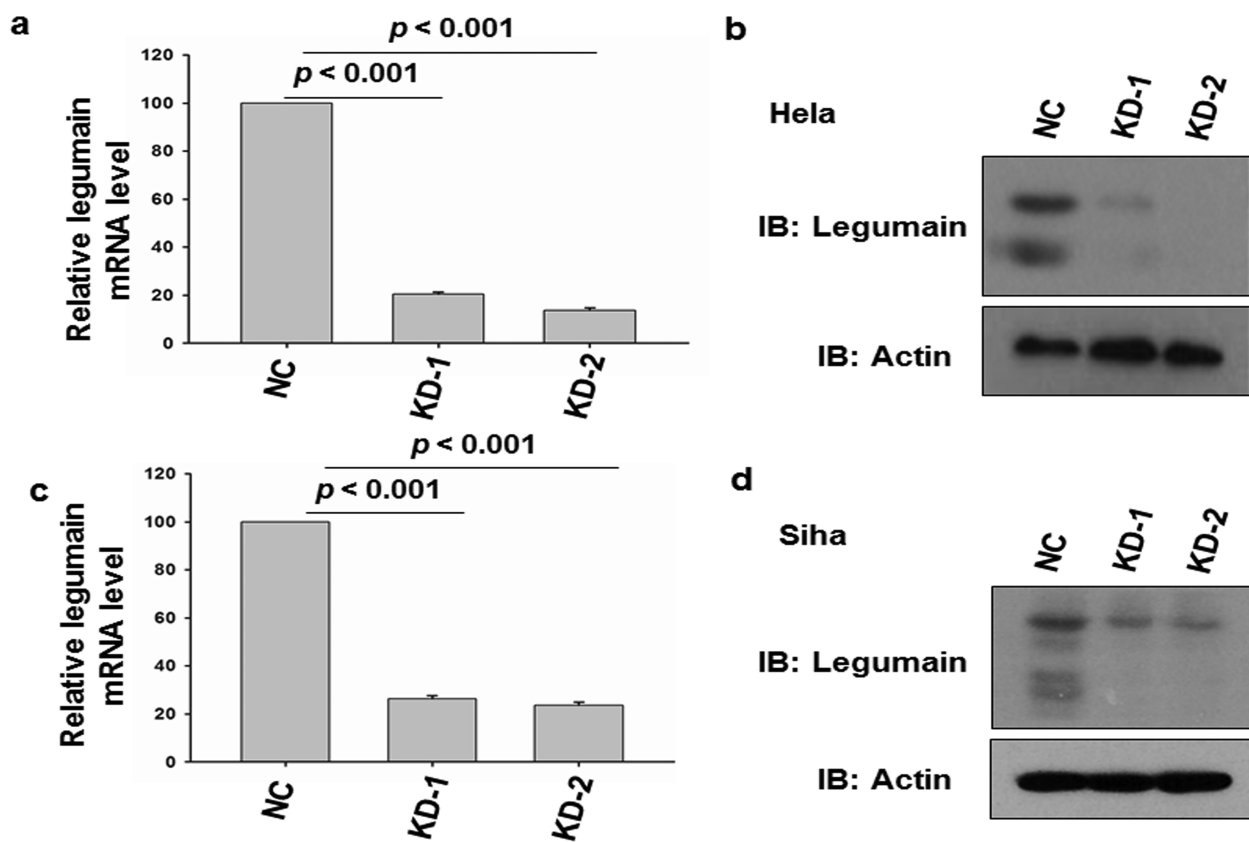 a
p < 0.001
p < 0.001
Relative legumain
mRNA level
120
100
80
60
40
20
0
NC
KD-1
KD-2
b
Hela
NC
KD-1
KD-2
IB: Legumain
IB: Actin
c
p < 0.001
p < 0.001
Relative legumain
mRNA level
120
100
80
60
40
20
0
NC
KD-1
KD-2
d
Siha
NC
KD-1
KD-2
IB: Legumain
IB: Actin